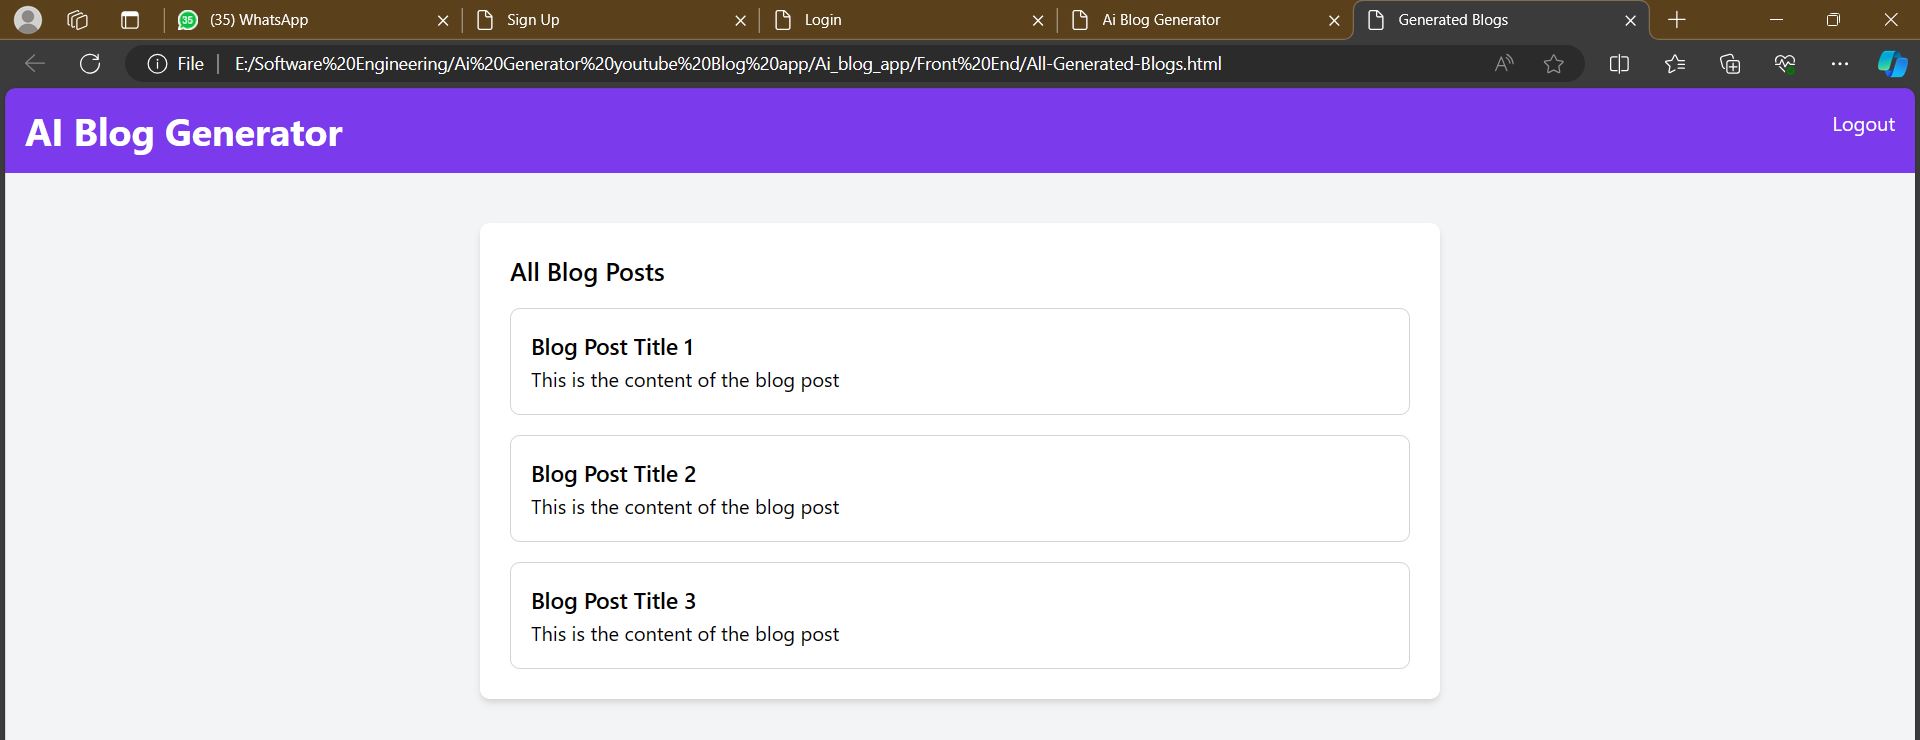 35 (35) WhatsApp
Sign Up
Login
Ai Blog Generator
Generated Blogs
File E:/Software%20Engineering/Ai%20Generator%20youtube%20Blog%20app/Ai_blog_app/Front%20End/All-Generated-Blogs.html
AI Blog Generator
Logout
All Blog Posts
Blog Post Title 1
This is the content of the blog post
Blog Post Title 2
This is the content of the blog post
Blog Post Title 3
This is the content of the blog post